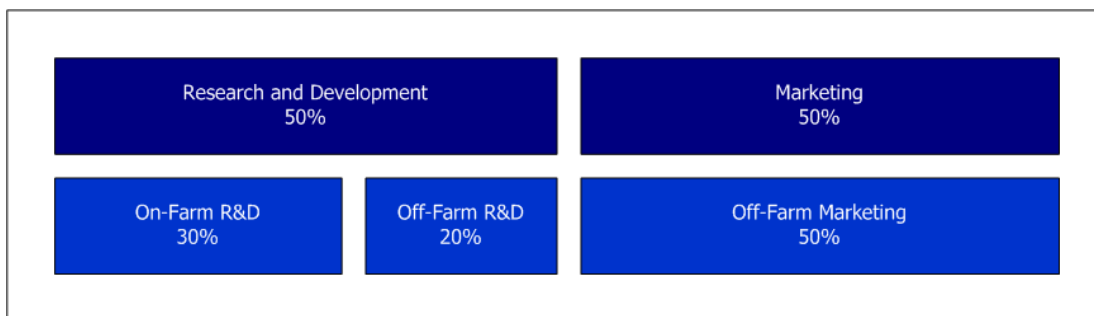 Research and Development
50%
Marketing
50%
On-Farm R&D
30%
Off-Farm R&D
20%
Off-Farm Marketing
50%